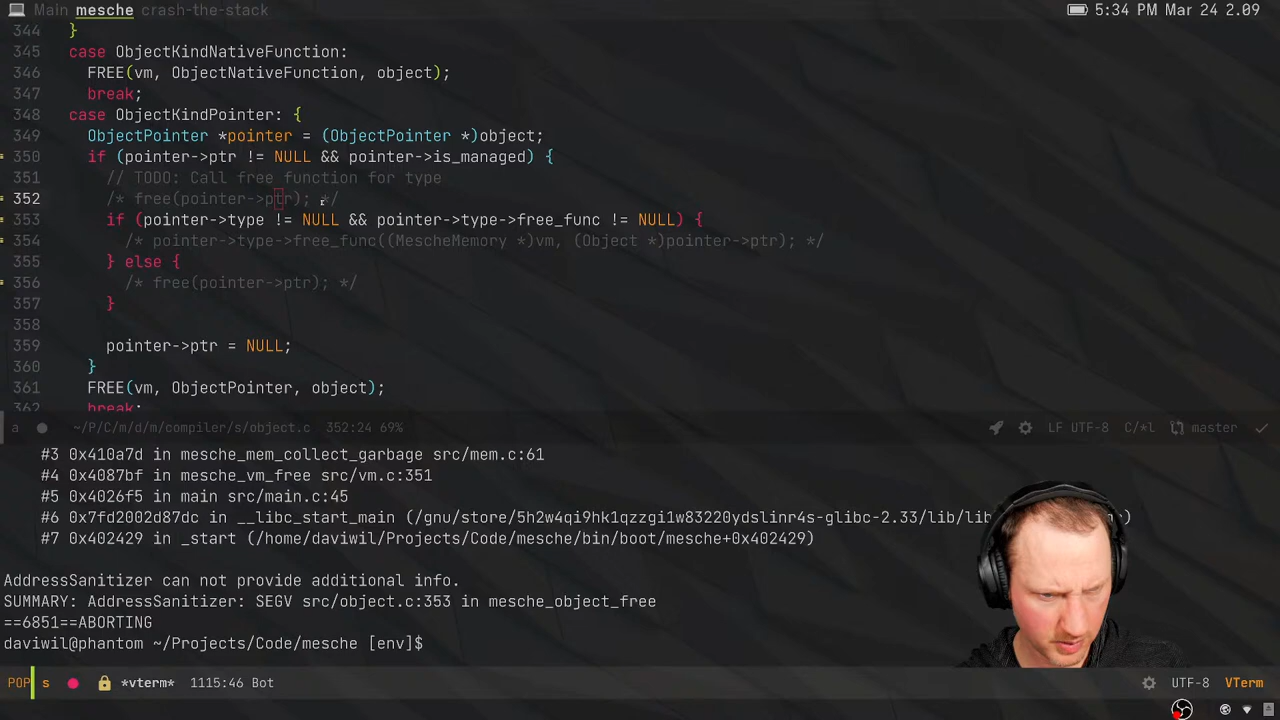 Main mesche crash-the-stack
5:34 PM Mar 24 2.09
344 }
345 case ObjectKindNativeFunction:
346 FREE(vm, ObjectNativeFunction, object);
347 break;
348 case ObjectKindPointer: {
349 ObjectPointer *pointer = (ObjectPointer *)object;
350 if (pointer->ptr != NULL && pointer->is_managed) {
351 // TODO: Call free function for type
352 /* free(pointer->ptr); */
353 if (pointer->type != NULL && pointer->type->free_func != NULL) {
354 /* pointer->type->free_func((MescheMemory *)vm, (Object *)pointer->ptr); */
355 } else {
356 /* free(pointer->ptr); */
357 }
358
359 pointer->ptr = NULL;
360 }
361 FREE(vm, ObjectPointer, object);
362 break;
a ~/P/C/m/d/m/compiler/s/object.c 352:24 69% LF UTF-8 C/*l master
#3 0x410a7d in mesche_mem_collect_garbage src/mem.c:61
#4 0x4087bf in mesche_vm_free src/vm.c:351
#5 0x4026f5 in main src/main.c:45
#6 0x7fd2002d87dc in __libc_start_main (/gnu/store/5h2w4qi9hk1qzzgi1w83220ydslinr4s-glibc-2.33/lib/
#7 0x402429 in _start (/home/daviwil/Projects/Code/mesche/bin/boot/mesche+0x402429)
AddressSanitizer can not provide additional info.
SUMMARY: AddressSanitizer: SEGV src/object.c:353 in mesche_object_free
==6851==ABORTING
daviwil@phantom ~/Projects/Code/mesche [env]$
POP s *vterm* 1115:46 Bot UTF-8 VTerm